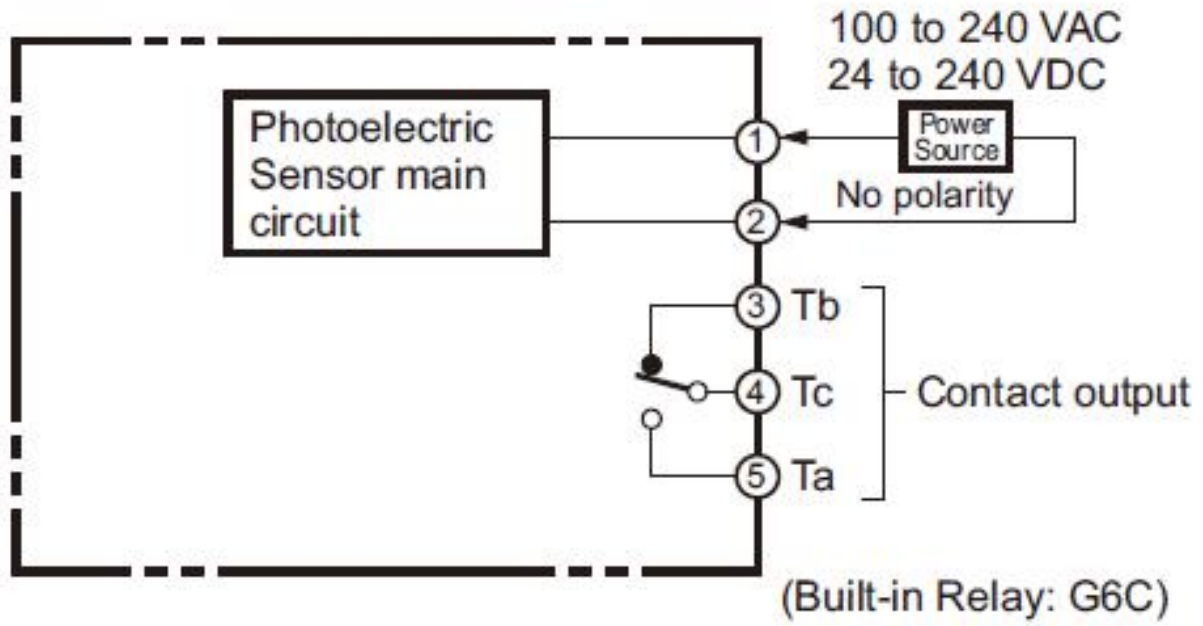 100 to 240 VAC
24 to 240 VDC
Photoelectric
Sensor main
circuit
1
Power
Source
No polarity
2
3 Tb
4 Tc
Contact output
5 Ta
(Built-in Relay: G6C)